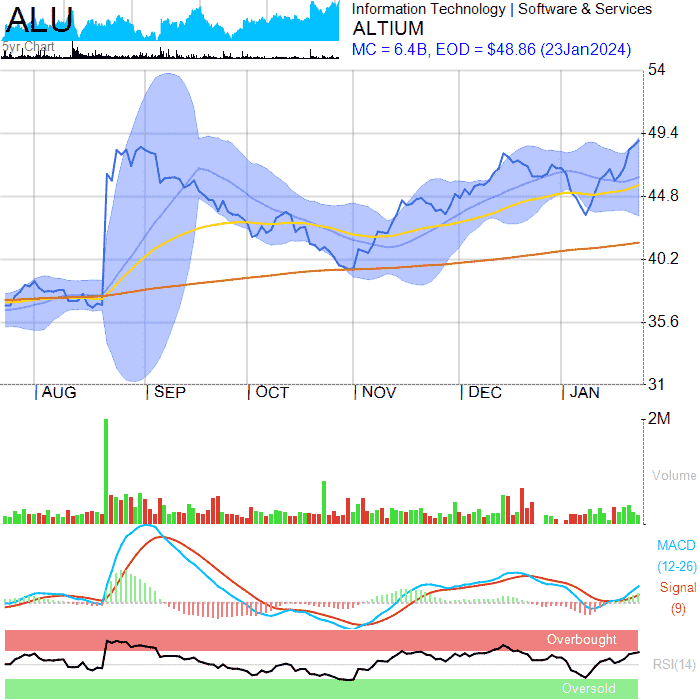 ALU
5yr Chart
Information Technology | Software & Services
ALTIUM
MC = 6.4B, EOD = $48.86 (23Jan2024)
54
49.4
44.8
40.2
35.6
31
|AUG |SEP |OCT |NOV |DEC |JAN
2M
Volume
MACD
(12-26)
Signal
(9)
Overbought
RSI(14)
Oversold